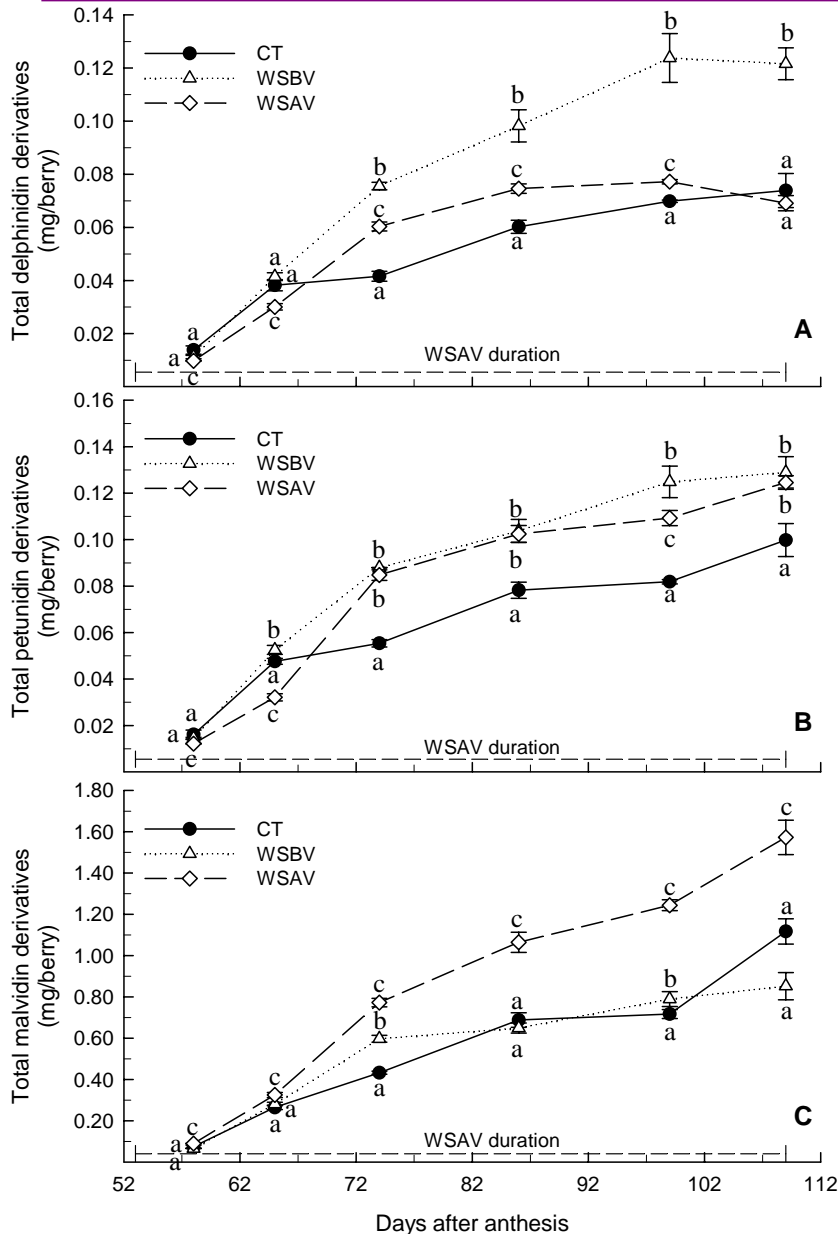 Total delphinidin derivatives
(mg/berry)
0.12
0.10
0.08
0.06
0.04
0.02
CT
WSBV
WSAV
a
a
c
a
a
c
b
c
a
b
c
a
b
c
a
b
a
a
WSAV duration
A
Total petunidin derivatives
(mg/berry)
0.16
0.14
0.12
0.10
0.08
0.06
0.04
0.02
CT
WSBV
WSAV
a
a
c
b
a
c
b
b
a
b
b
a
b
c
a
b
b
a
WSAV duration
B
Total malvidin derivatives
(mg/berry)
1.80
1.60
1.40
1.20
1.00
0.80
0.60
0.40
0.20
CT
WSBV
WSAV
c
a
a
c
a
a
c
b
a
c
a
a
c
b
a
c
a
a
WSAV duration
C
52 62 72 82 92 102 112
Days after anthesis